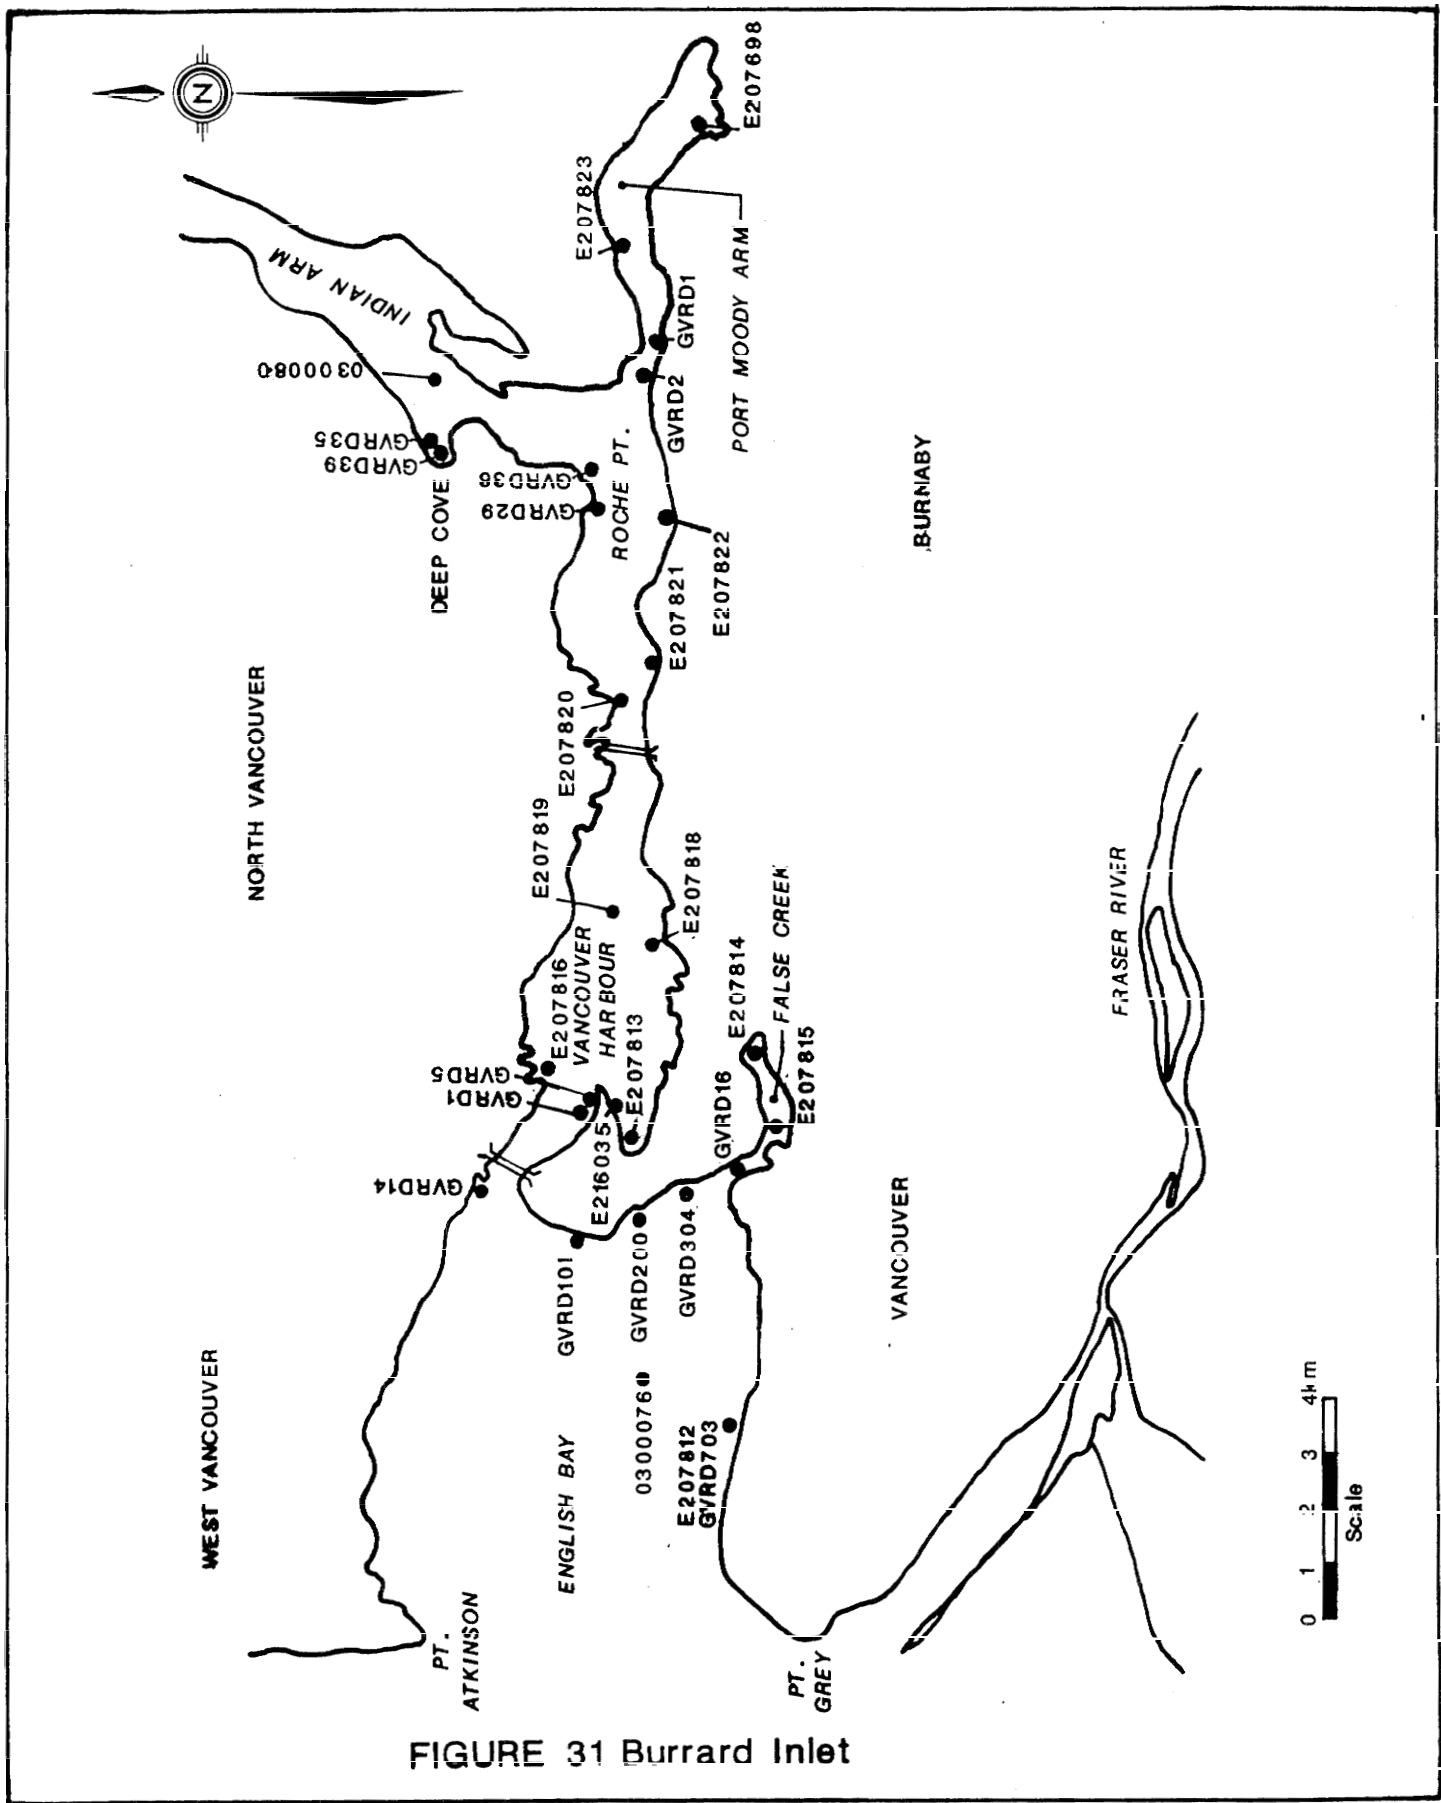 N
E207698
E207823
INDIAN ARM
PORT MOODY ARM
GVRD1
GVRD2
0300080
GVRD35
GVRD39
DEEP COVE
GVRD36
GVRD29
ROCHE PT.
E207822
E207821
BURNABY
NORTH VANCOUVER
E207820
E207819
E207818
VANCOUVER
HARBOUR
E207816
E207813
E207814
FALSE CREEK
E207815
GVRD16
FRASER RIVER
GVRD5
GVRD1
GVRD14
E216035
GVRD101
GVRD200
GVRD304
VANCOUVER
WEST VANCOUVER
ENGLISH BAY
0300076
E207812
GVRD703
PT.
ATKINSON
PT.
GREY
0 1 2 3 4km
Scale
FIGURE 31 Burrard Inlet